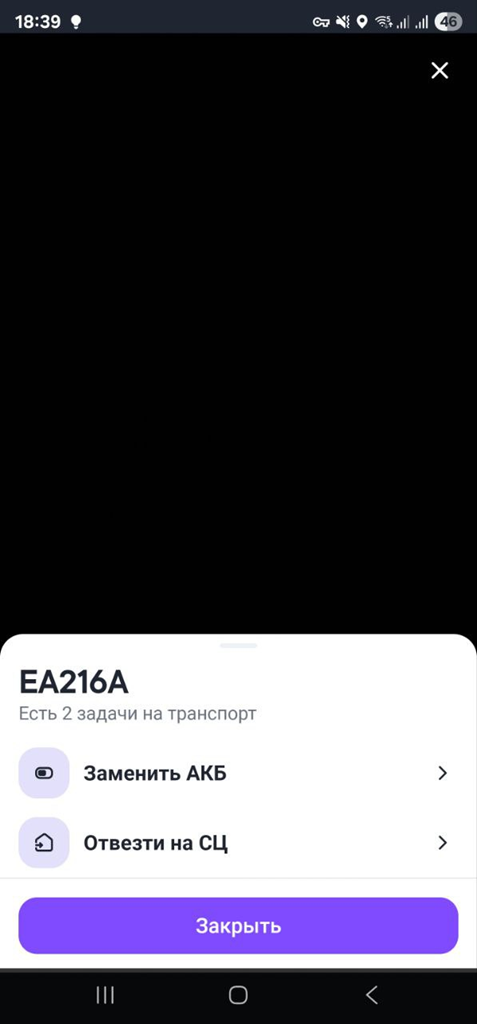 18:39
46
EA216A
Есть 2 задачи на транспорт
Заменить АКБ
Отвезти на СЦ
Закрыть